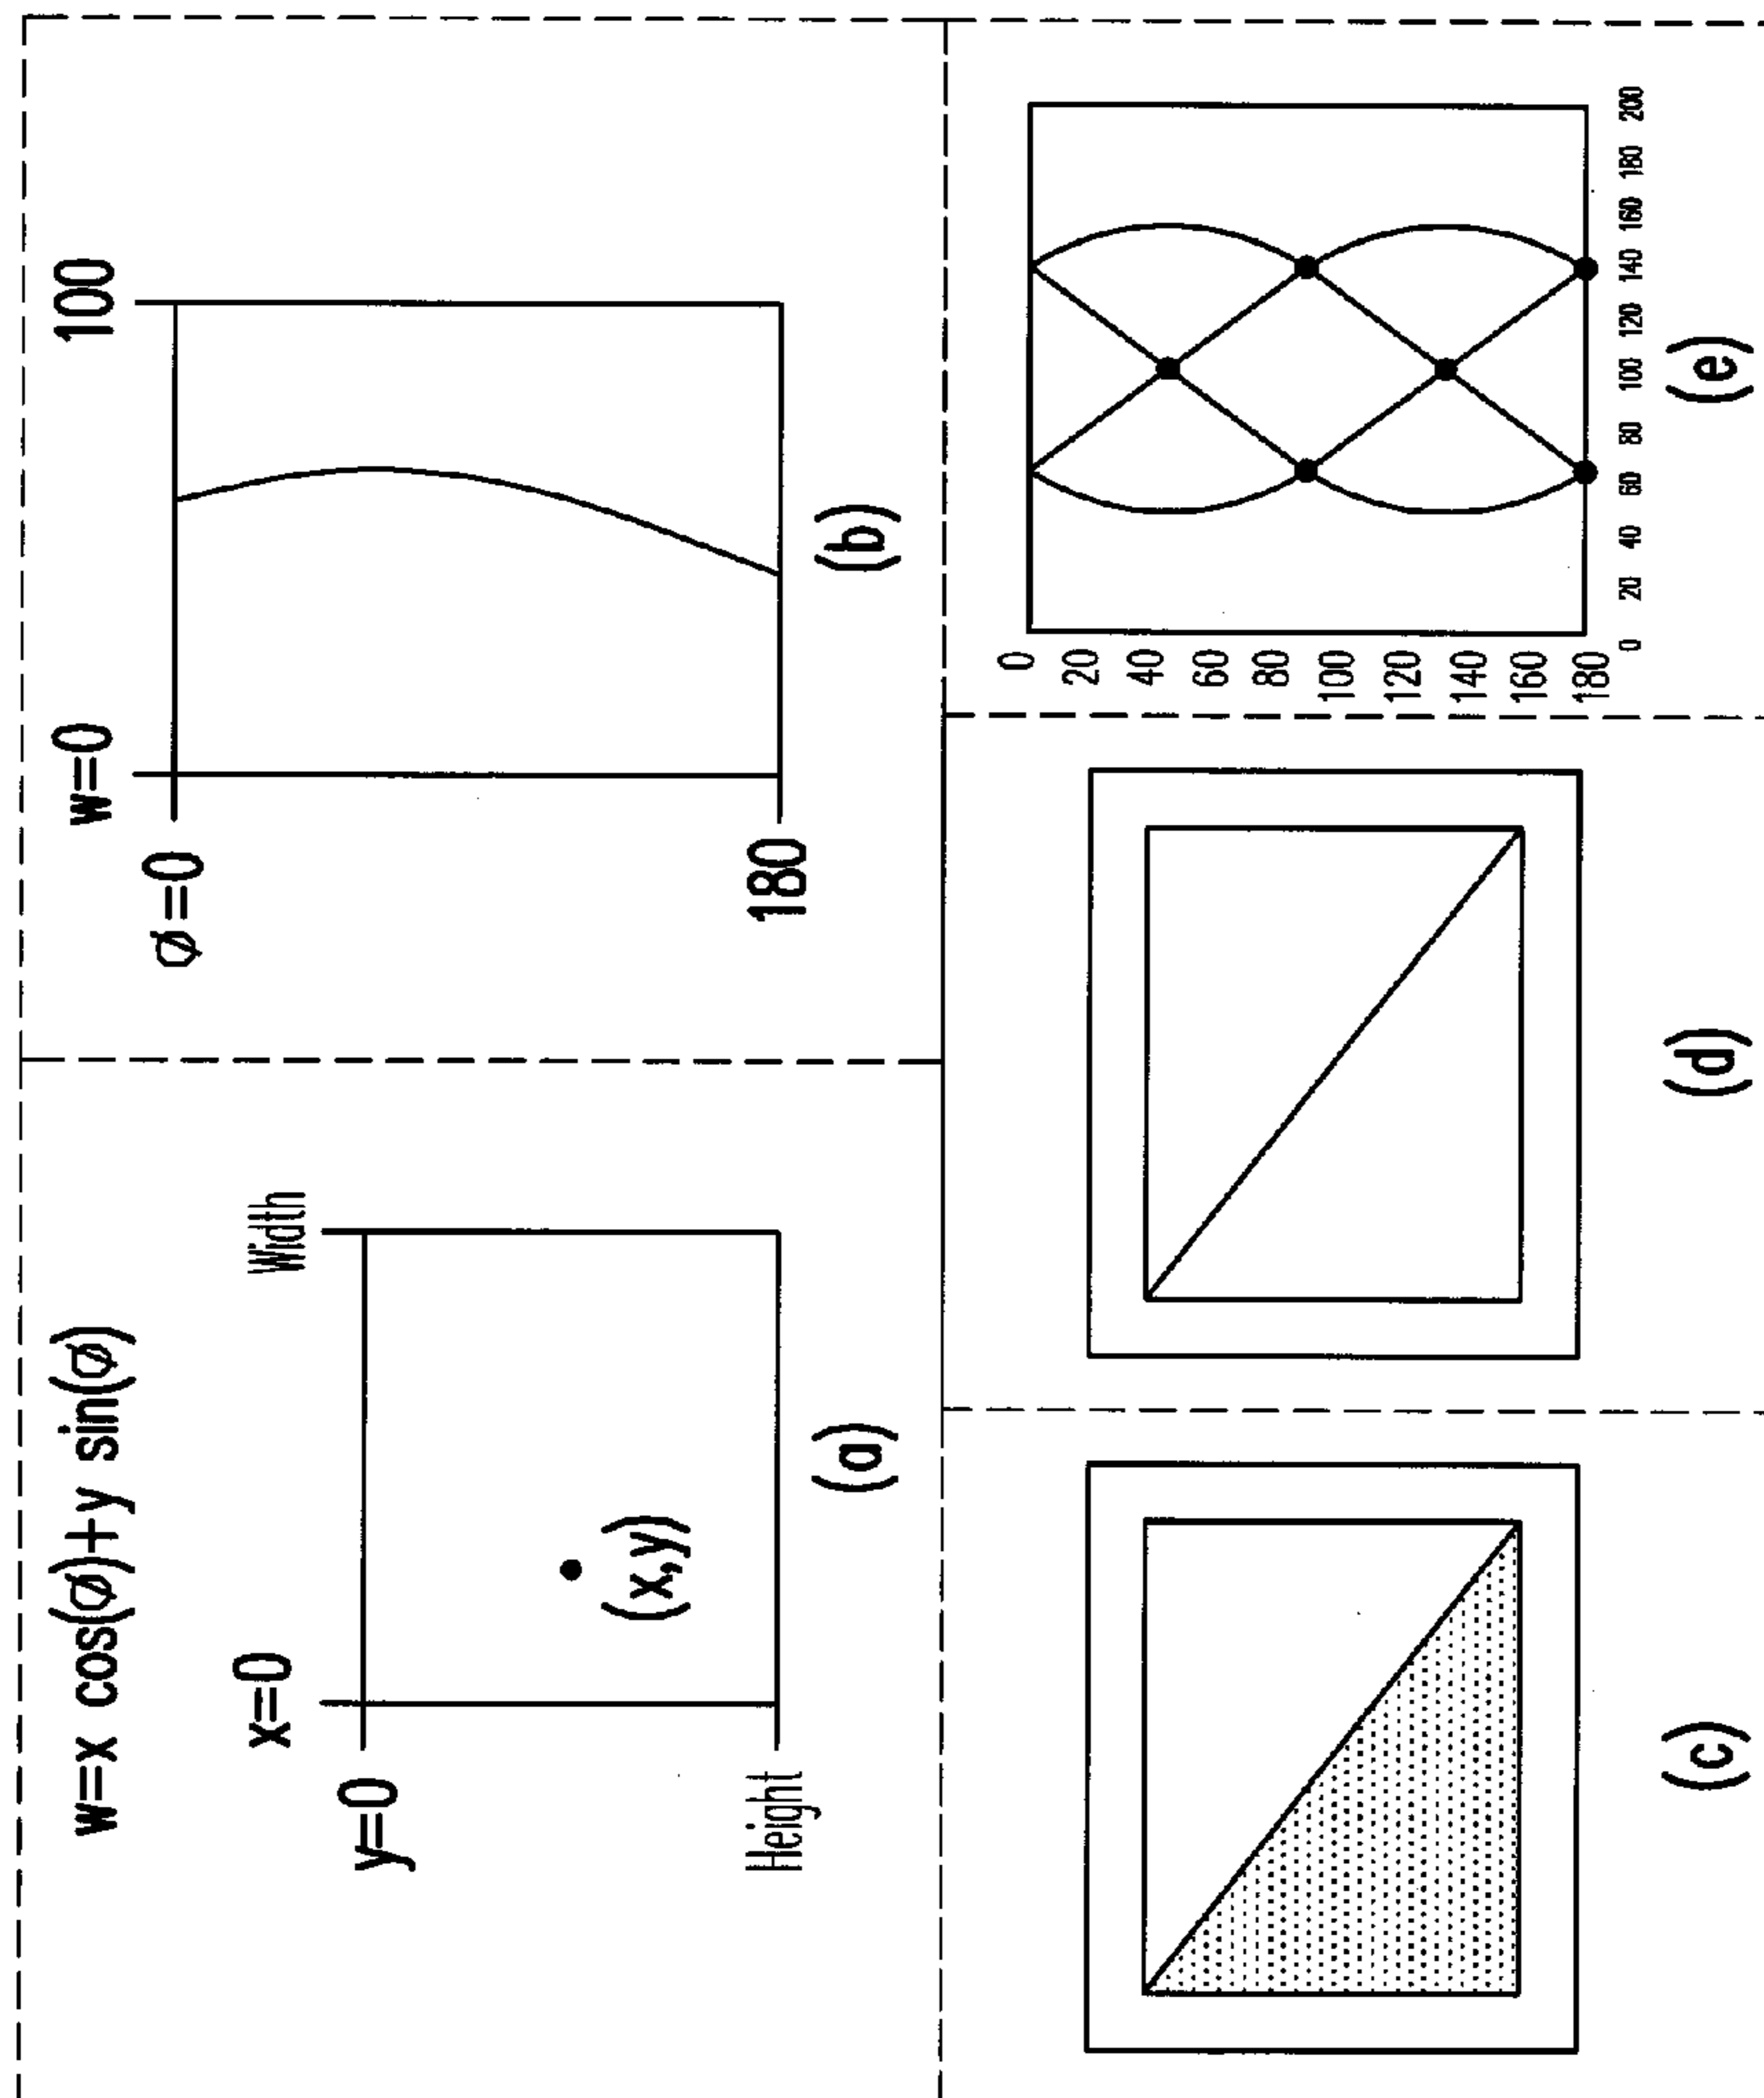 w=x cos(ø)+y sin(ø)
x=0
Width
y=0
Height
(x,y)
(a)
w=0
100
ø=0
180
(b)
(c)
(d)
0
20
40
60
80
100
120
140
160
180
0 20 40 60 80 100 120 140 160 180 200
(e)